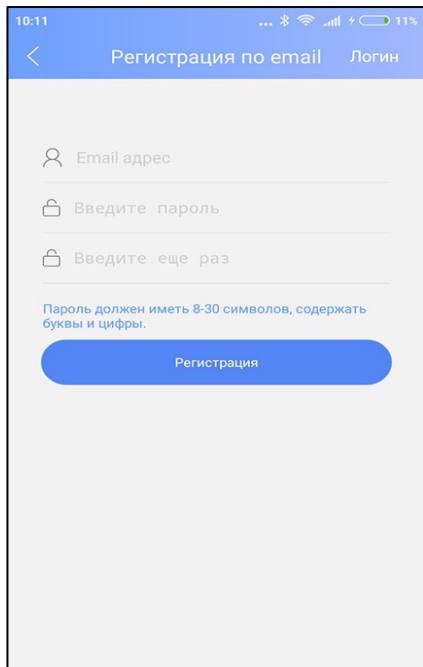 10:11 ... 11%
Регистрация по email Логин
Email адрес
Введите пароль
Введите еще раз
Пароль должен иметь 8-30 символов, содержать
буквы и цифры.
Регистрация